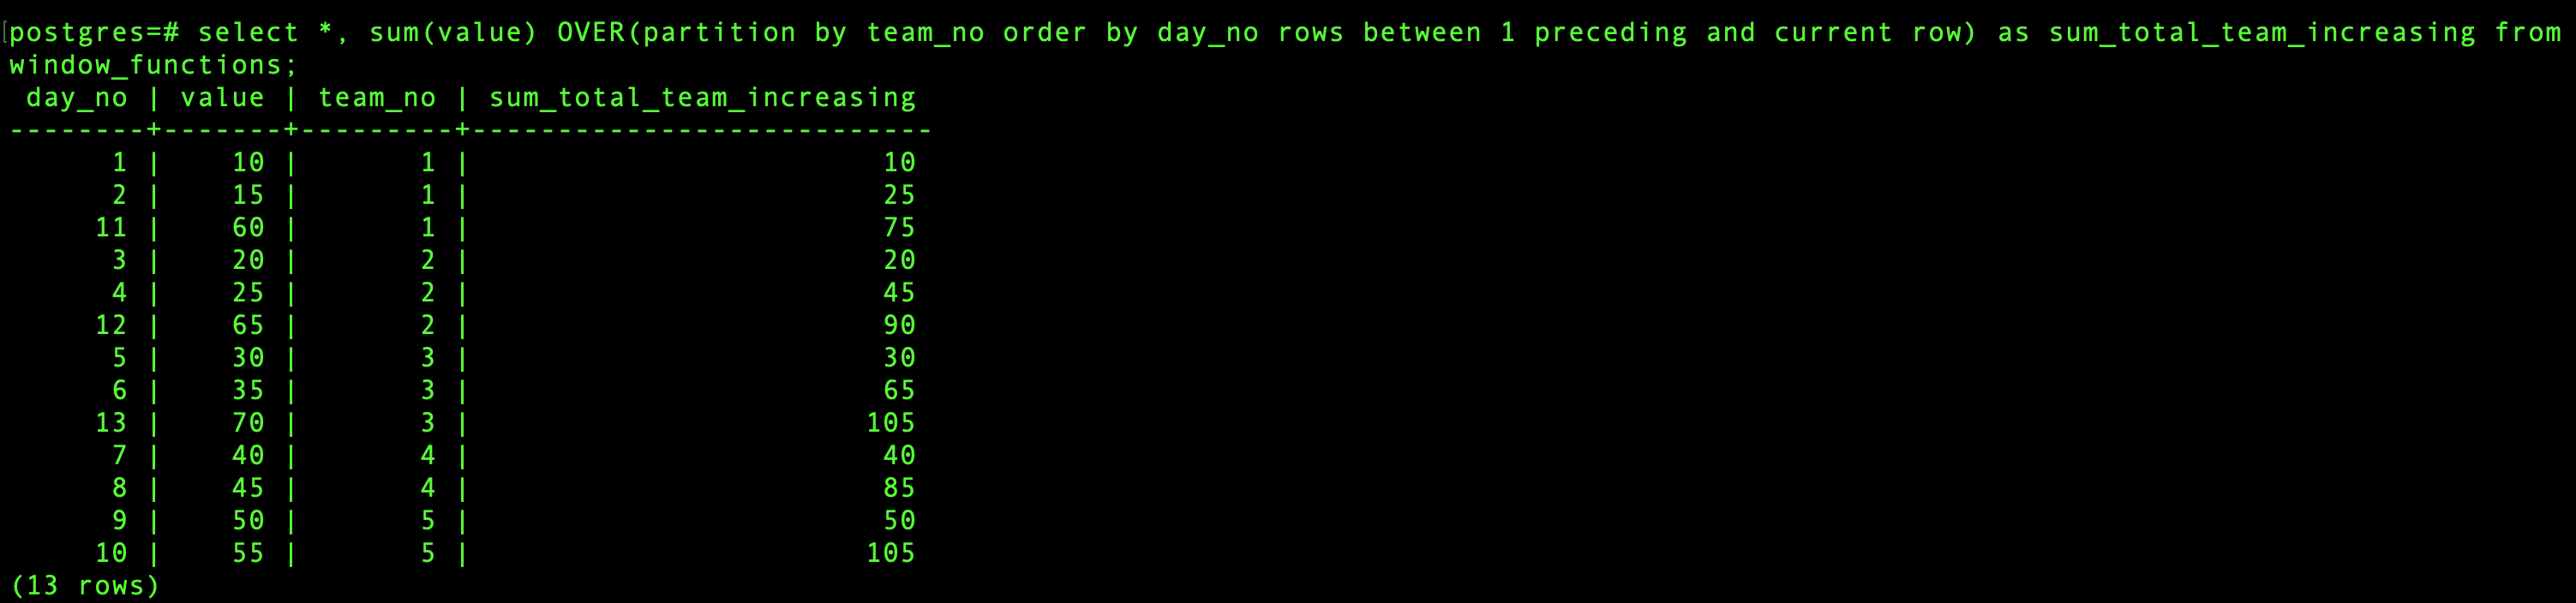 [postgres=# select *, sum(value) OVER(partition by team_no order by day_no rows between 1 preceding and current row) as sum_total_team_increasing from
window_functions;
 day_no | value | team_no | sum_total_team_increasing
--------+-------+---------+---------------------------
      1 |    10 |       1 |                        10
      2 |    15 |       1 |                        25
     11 |    60 |       1 |                        75
      3 |    20 |       2 |                        20
      4 |    25 |       2 |                        45
     12 |    65 |       2 |                        90
      5 |    30 |       3 |                        30
      6 |    35 |       3 |                        65
     13 |    70 |       3 |                       105
      7 |    40 |       4 |                        40
      8 |    45 |       4 |                        85
      9 |    50 |       5 |                        50
     10 |    55 |       5 |                       105
(13 rows)